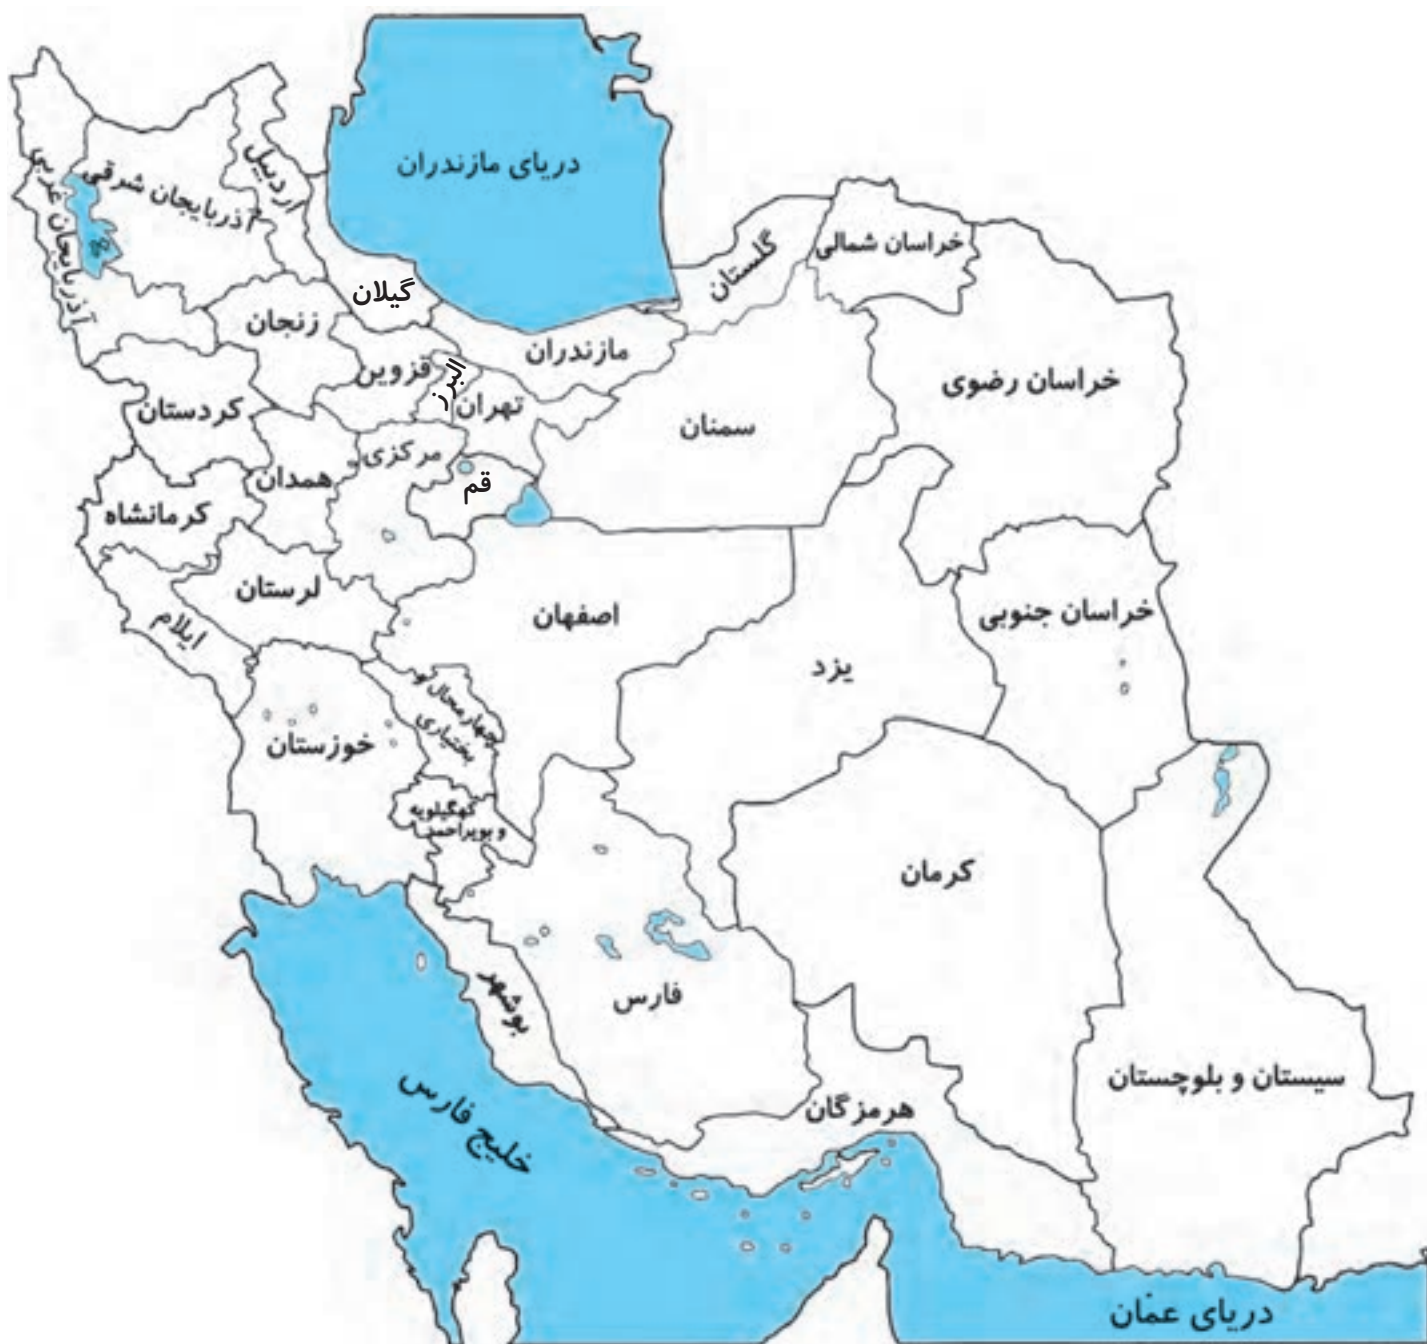 دریای مازندران
اردبیل
آذربایجان شرقی
آذربایجان غربی
خراسان شمالی
گلستان
گیلان
زنجان
مازندران
قزوین
البرز
تهران
خراسان رضوی
سمنان
کردستان
همدان
مرکزی
قم
کرمانشاه
لرستان
ایلام
اصفهان
خراسان جنوبی
یزد
چهارمحال و
بختیاری
خوزستان
کهگیلویه
و بویراحمد
کرمان
فارس
بوشهر
سیستان و بلوچستان
هرمزگان
خلیج فارس
دریای عمّان